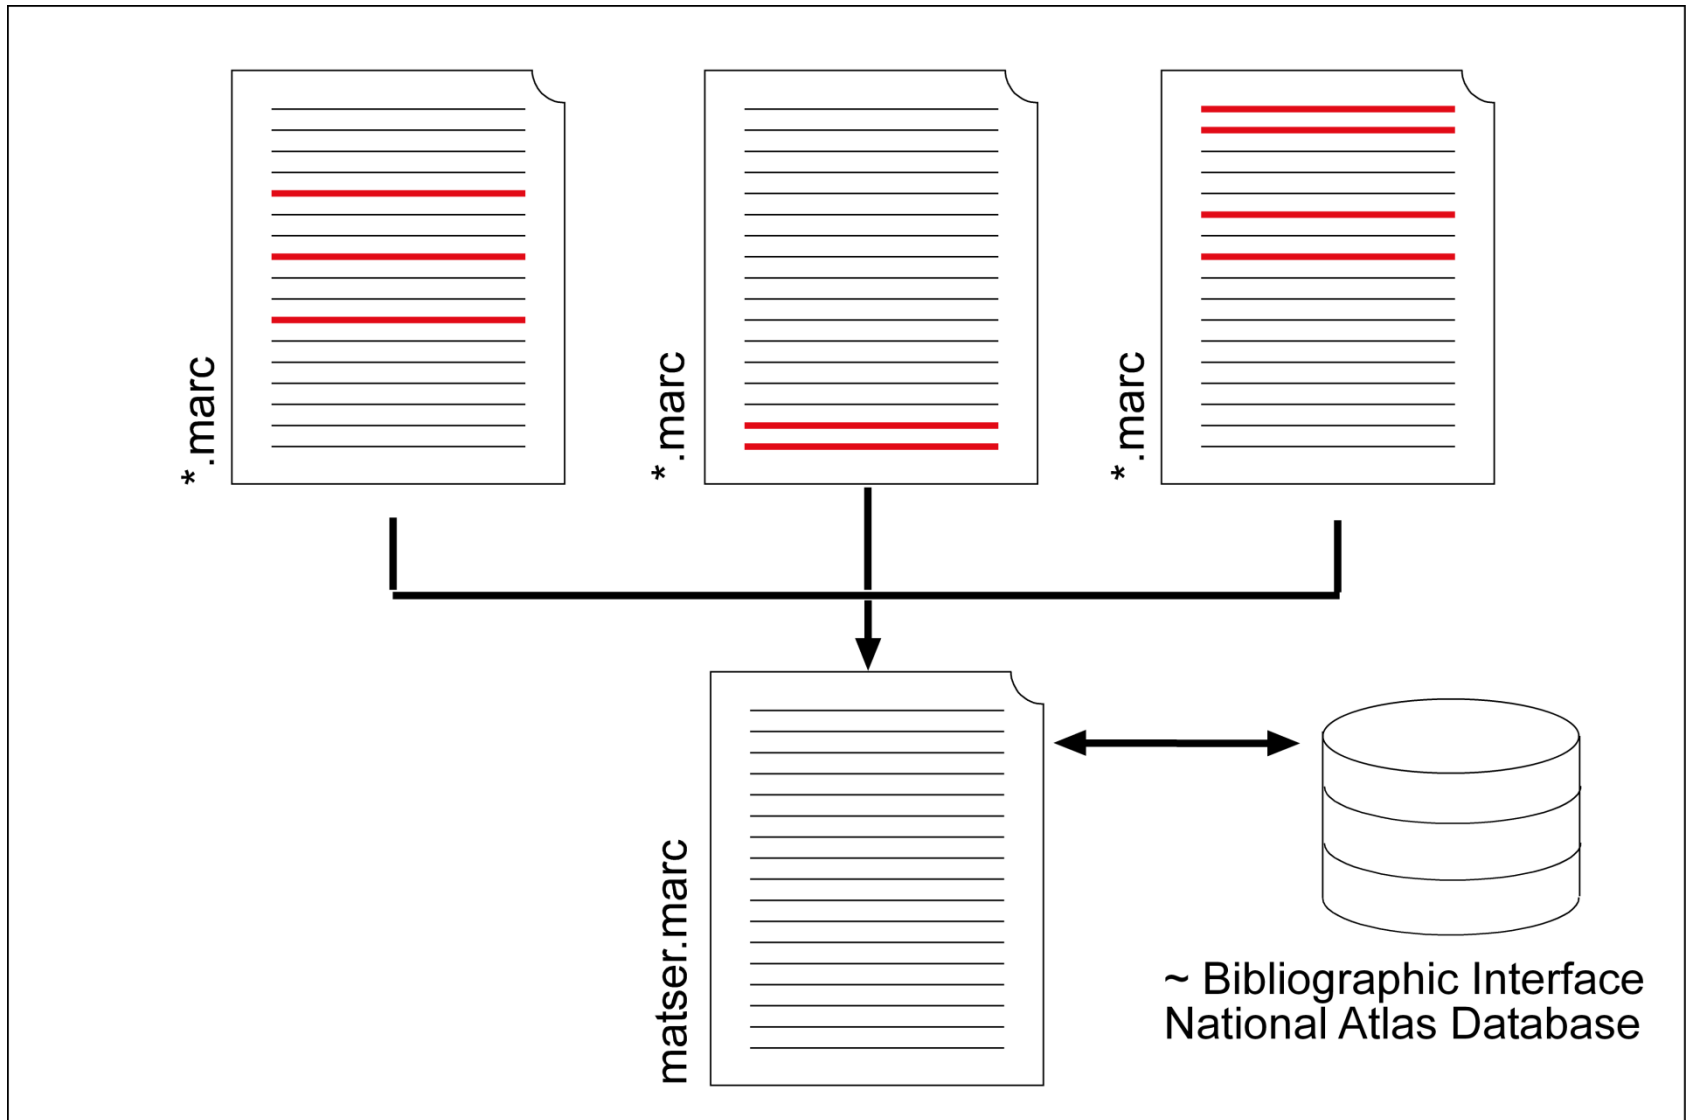 *.marc
*.marc
*.marc
matser.marc
~ Bibliographic Interface
National Atlas Database